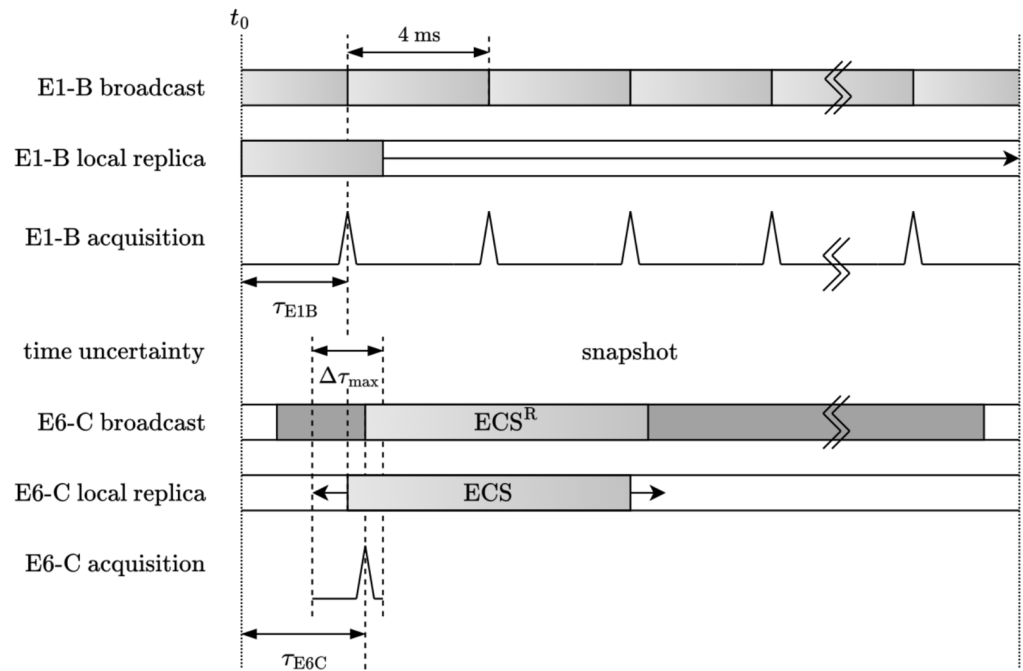 t₀
4 ms
E1-B broadcast
E1-B local replica
E1-B acquisition
τE1B
time uncertainty
snapshot
Δτmax
E6-C broadcast
ECSᴿ
E6-C local replica
ECS
E6-C acquisition
τE6C